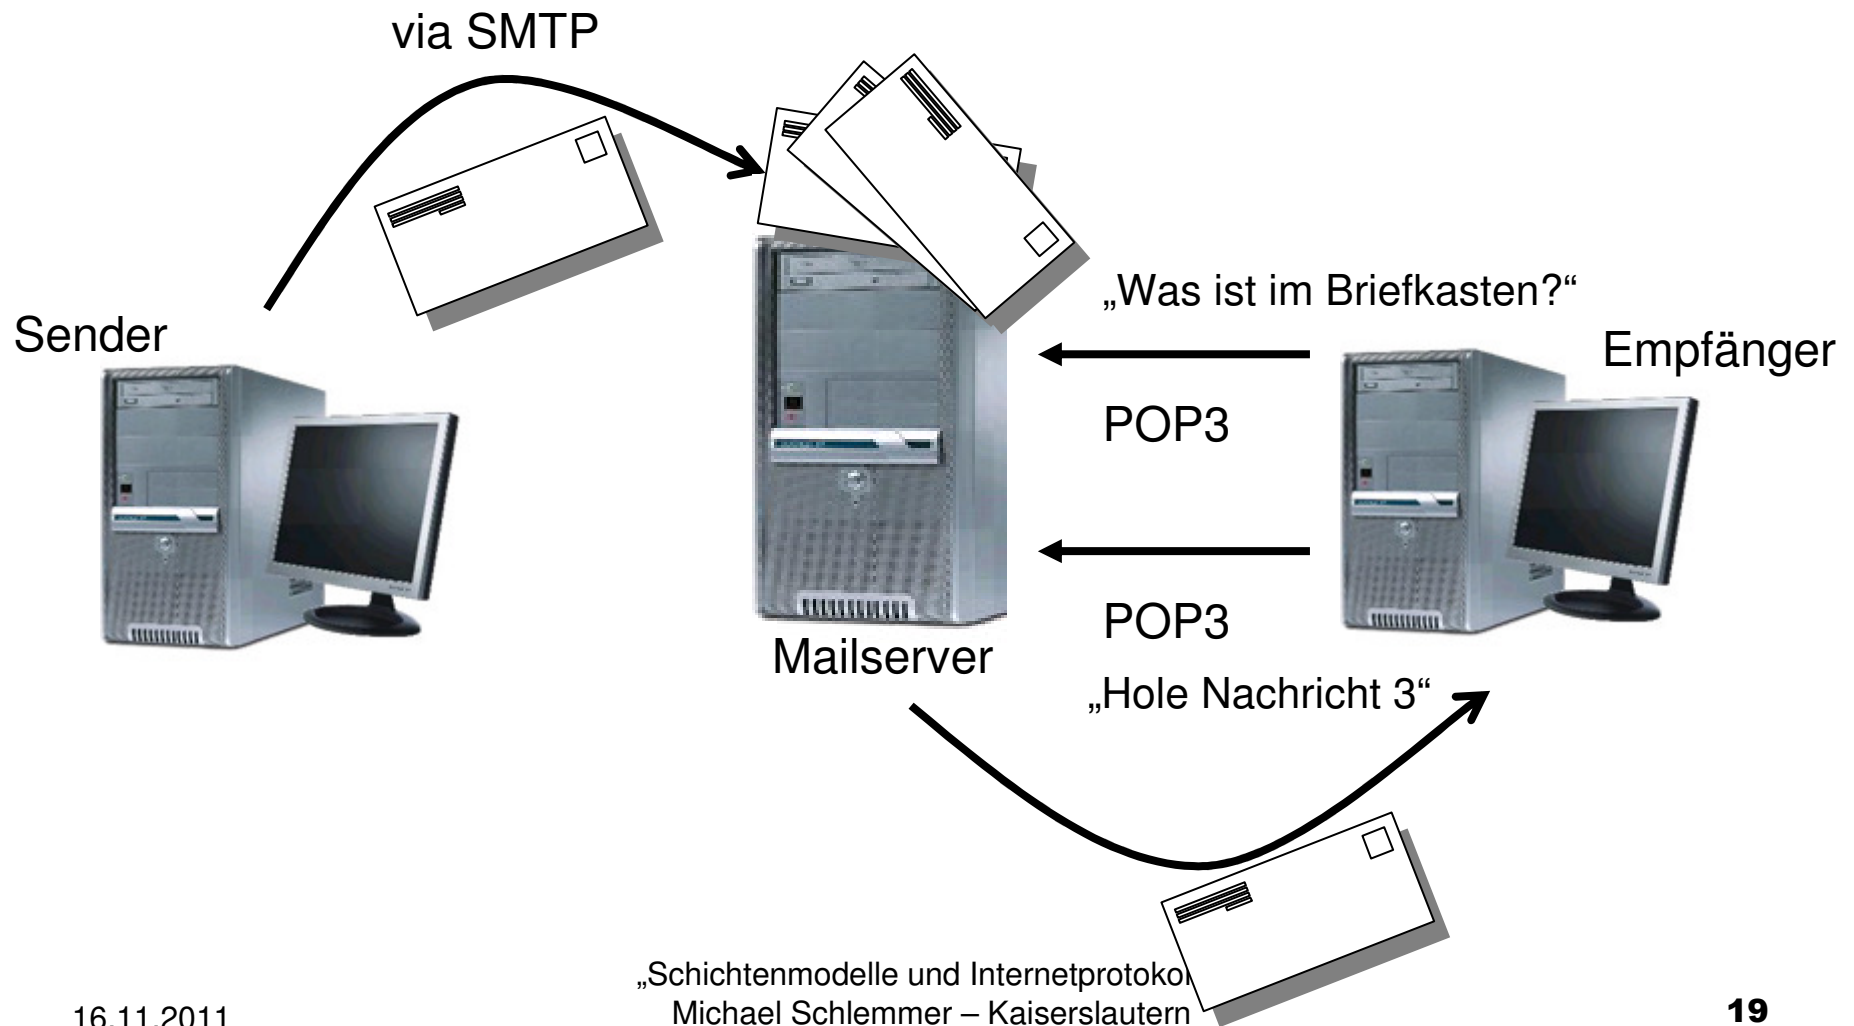 via SMTP
„Was ist im Briefkasten?“
Sender
Empfänger
POP3
POP3
Mailserver
„Hole Nachricht 3“
„Schichtenmodelle und
Michael Schlemmer – Kaiserslautern
16.11.2011
19